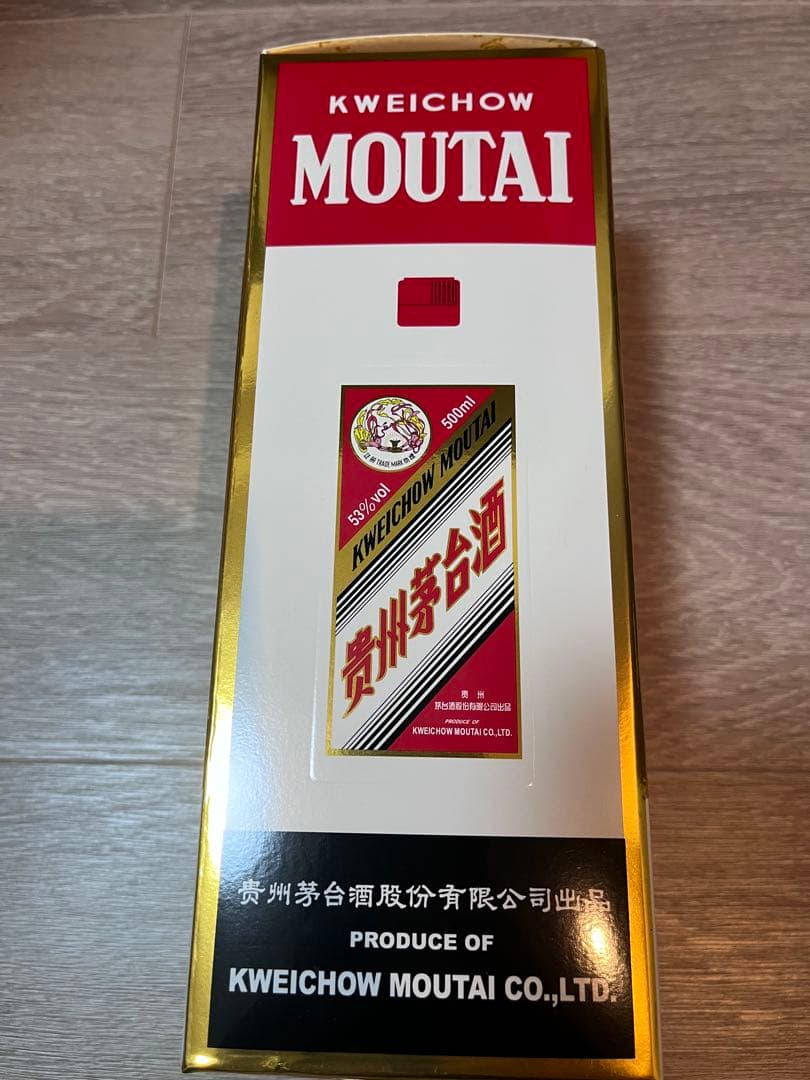 KWEICHOW
MOUTAI
500ml
TRADE MARK
53%vol
KWEICHOW MOUTAI
贵州茅台酒
贵州
茅台酒股份有限公司出品
PRODUCE OF
KWEICHOW MOUTAI CO.,LTD.
贵州茅台酒股份有限公司出品
PRODUCE OF
KWEICHOW MOUTAI CO.,LTD.